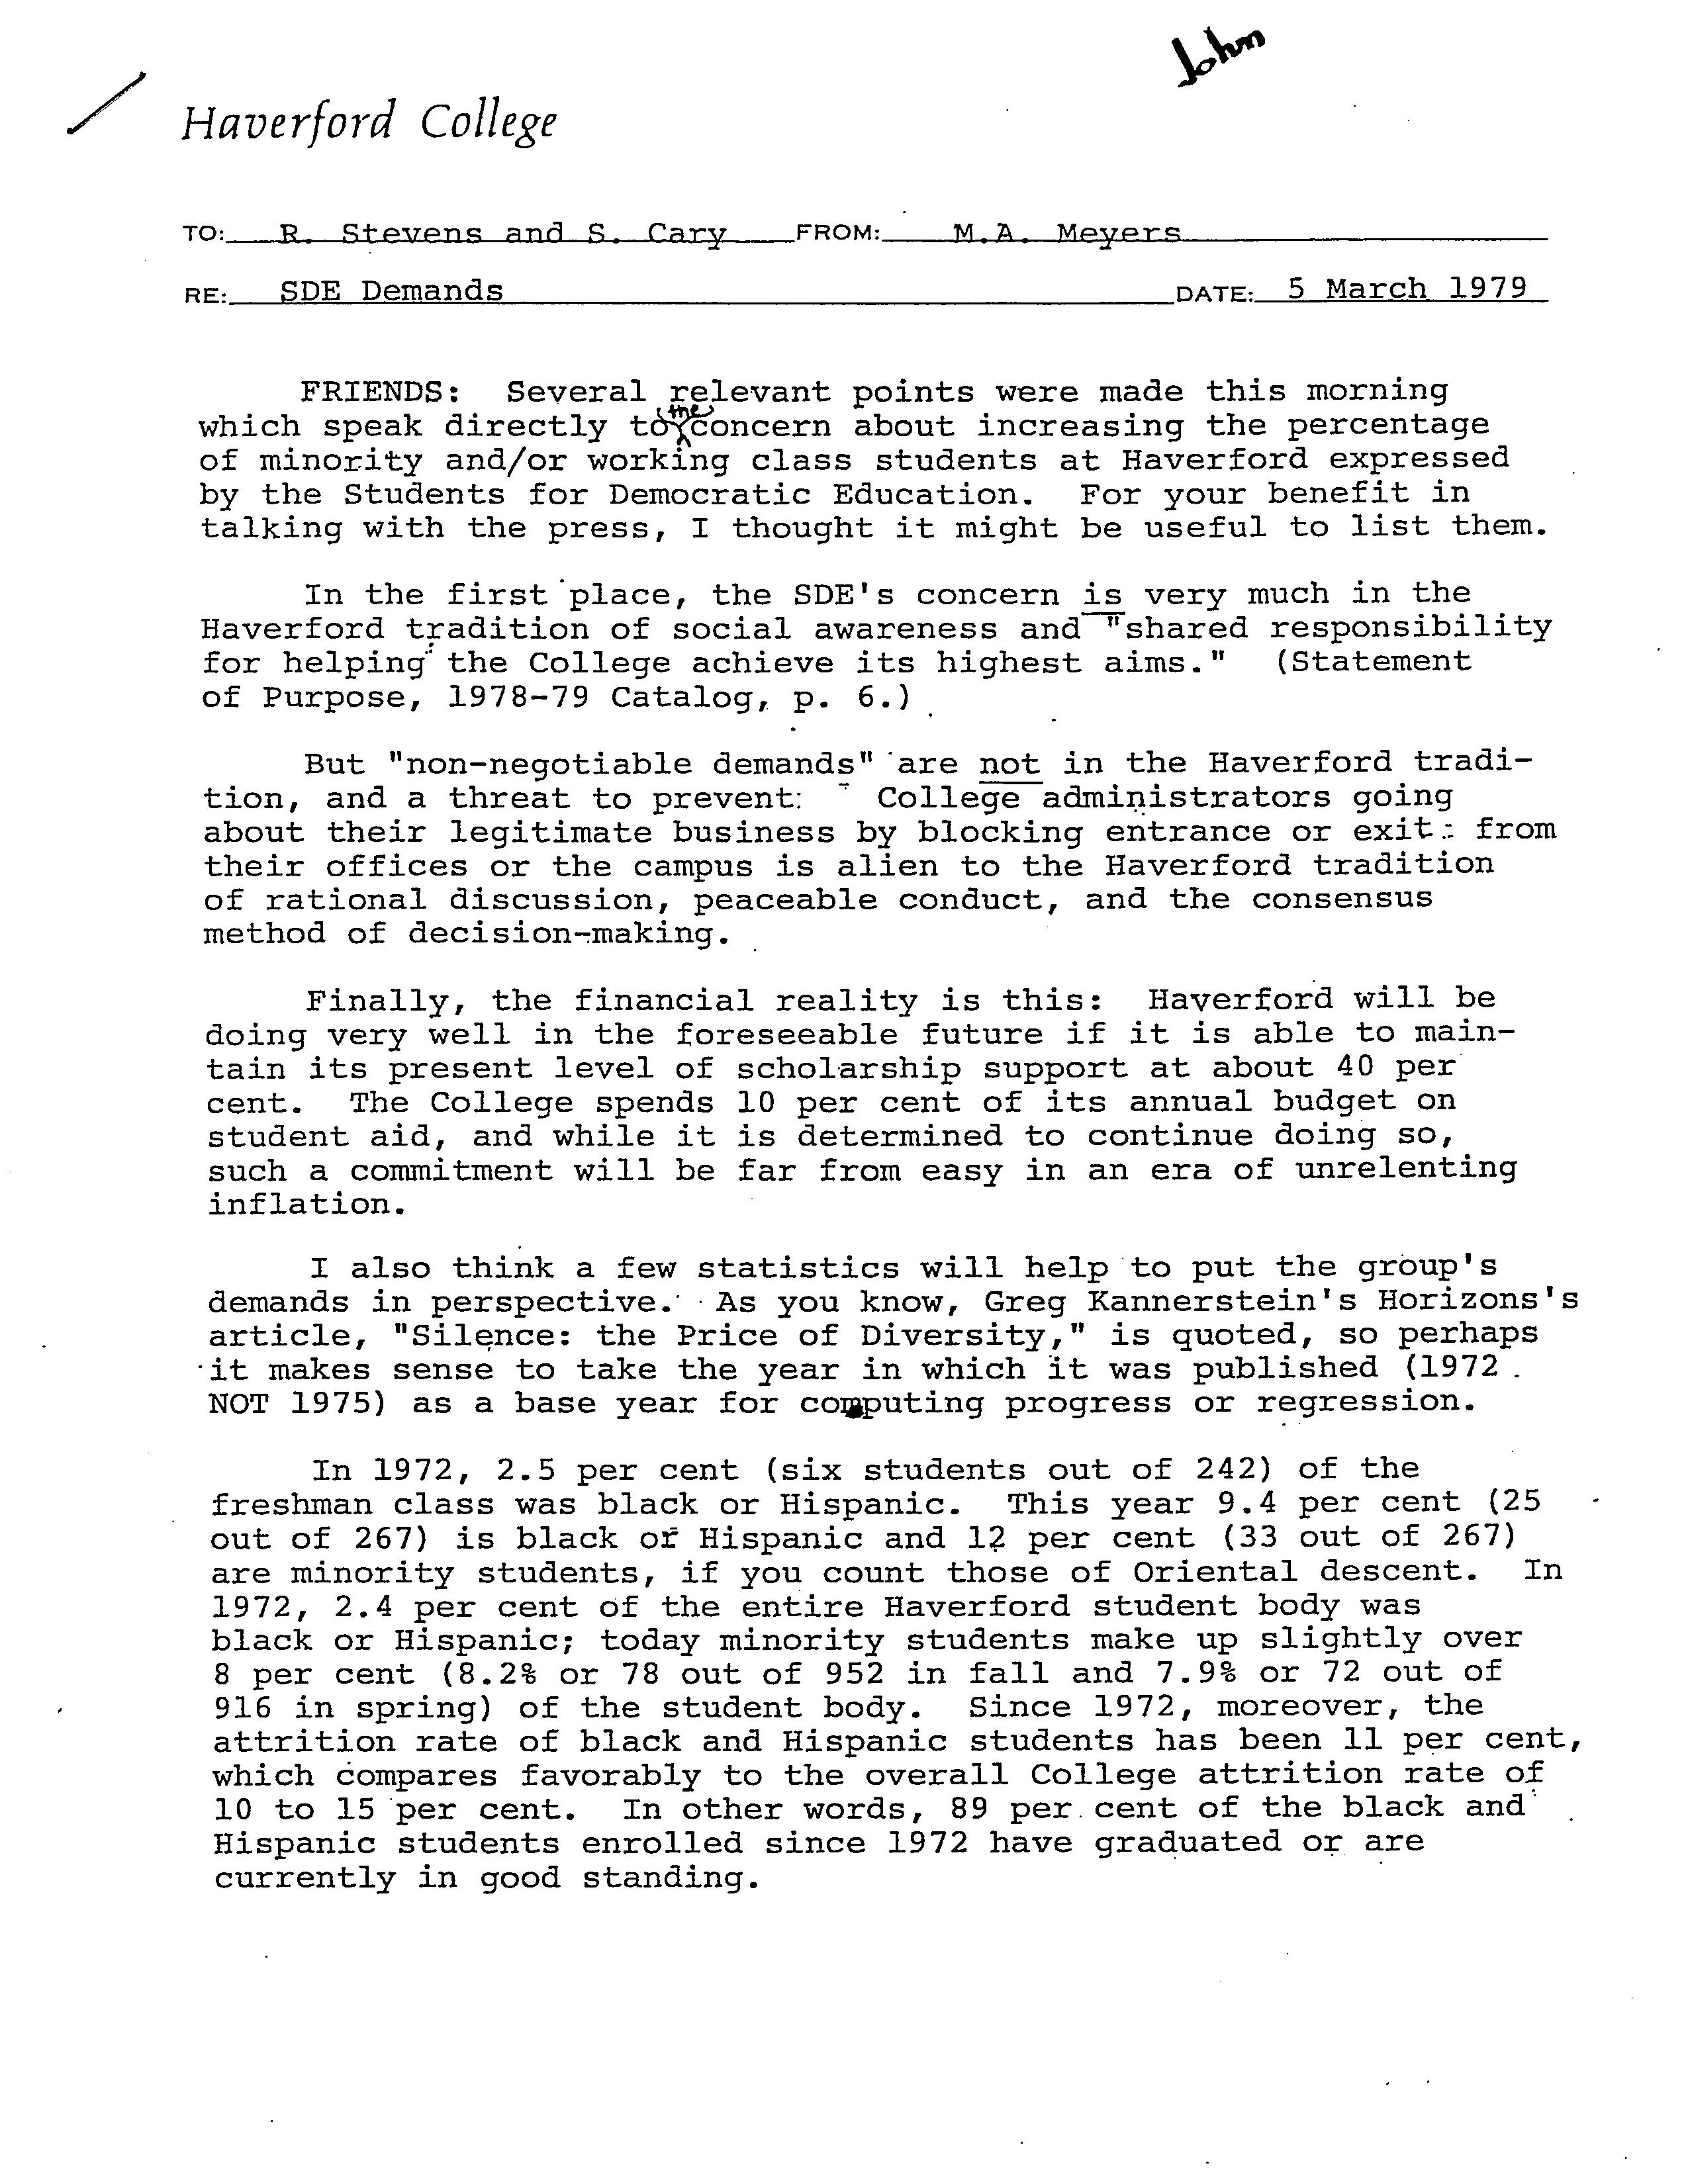 John
Haverford College
TO: R. Stevens and S. Cary FROM: M.A. Meyers
RE: SDE Demands DATE: 5 March 1979
FRIENDS: Several relevant points were made this morning
which speak directly to the concern about increasing the percentage
of minority and/or working class students at Haverford expressed
by the Students for Democratic Education. For your benefit in
talking with the press, I thought it might be useful to list them.
In the first place, the SDE's concern is very much in the
Haverford tradition of social awareness and "shared responsibility
for helping the College achieve its highest aims." (Statement
of Purpose, 1978-79 Catalog, p. 6.)
But "non-negotiable demands" are not in the Haverford tradi-
tion, and a threat to prevent: College administrators going
about their legitimate business by blocking entrance or exit from
their offices or the campus is alien to the Haverford tradition
of rational discussion, peaceable conduct, and the consensus
method of decision-making.
Finally, the financial reality is this: Haverford will be
doing very well in the foreseeable future if it is able to main-
tain its present level of scholarship support at about 40 per
cent. The College spends 10 per cent of its annual budget on
student aid, and while it is determined to continue doing so,
such a commitment will be far from easy in an era of unrelenting
inflation.
I also think a few statistics will help to put the group's
demands in perspective. As you know, Greg Kannerstein's Horizons's
article, "Silence: the Price of Diversity," is quoted, so perhaps
it makes sense to take the year in which it was published (1972
NOT 1975) as a base year for computing progress or regression.
In 1972, 2.5 per cent (six students out of 242) of the
freshman class was black or Hispanic. This year 9.4 per cent (25
out of 267) is black or Hispanic and 12 per cent (33 out of 267)
are minority students, if you count those of Oriental descent. In
1972, 2.4 per cent of the entire Haverford student body was
black or Hispanic; today minority students make up slightly over
8 per cent (8.2% or 78 out of 952 in fall and 7.9% or 72 out of
916 in spring) of the student body. Since 1972, moreover, the
attrition rate of black and Hispanic students has been 11 per cent,
which compares favorably to the overall College attrition rate of
10 to 15 per cent. In other words, 89 per cent of the black and
Hispanic students enrolled since 1972 have graduated or are
currently in good standing.